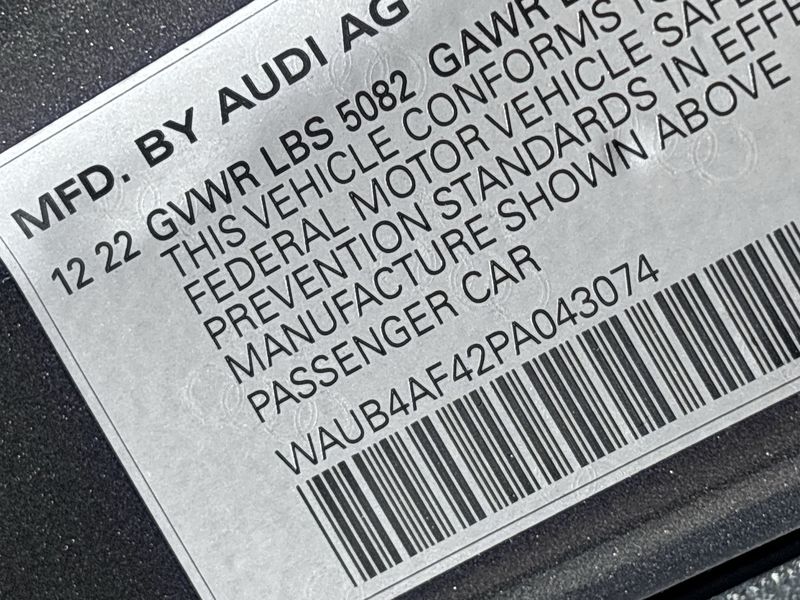 MFD. BY AUDI AG
12 22 GVWR LBS 5082 GAWR
THIS VEHICLE CONFORMS
FEDERAL MOTOR VEHICLE
PREVENTION STANDARDS IN
MANUFACTURE SHOWN ABOVE
PASSENGER CAR
WAUB4AF42PA043074